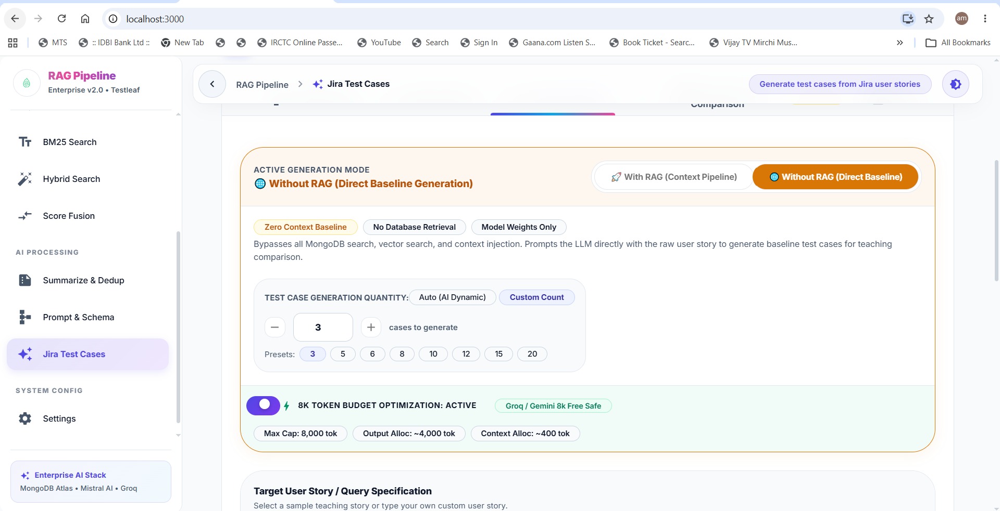 localhost:3000
am
MTS
:: IDBI Bank Ltd ::
New Tab
IRCTC Online Passe...
YouTube
Search
Sign In
Gaana.com Listen S...
Book Ticket - Searc...
Vijay TV Mirchi Mus...
All Bookmarks
RAG Pipeline
Enterprise v2.0 • Testleaf
BM25 Search
Hybrid Search
Score Fusion
AI PROCESSING
Summarize & Dedup
Prompt & Schema
Jira Test Cases
SYSTEM CONFIG
Settings
Enterprise AI Stack
MongoDB Atlas • Mistral AI • Groq
RAG Pipeline > Jira Test Cases
Generate test cases from Jira user stories
Comparison
ACTIVE GENERATION MODE
Without RAG (Direct Baseline Generation)
With RAG (Context Pipeline)
Without RAG (Direct Baseline)
Zero Context Baseline
No Database Retrieval
Model Weights Only
Bypasses all MongoDB search, vector search, and context injection. Prompts the LLM directly with the raw user story to generate baseline test cases for teaching
comparison.
TEST CASE GENERATION QUANTITY:
Auto (AI Dynamic)
Custom Count
3
cases to generate
Presets: 3 5 6 8 10 12 15 20
8K TOKEN BUDGET OPTIMIZATION: ACTIVE
Groq / Gemini 8k Free Safe
Max Cap: 8,000 tok
Output Alloc: ~4,000 tok
Context Alloc: ~400 tok
Target User Story / Query Specification
Select a sample teaching story or type your own custom user story.